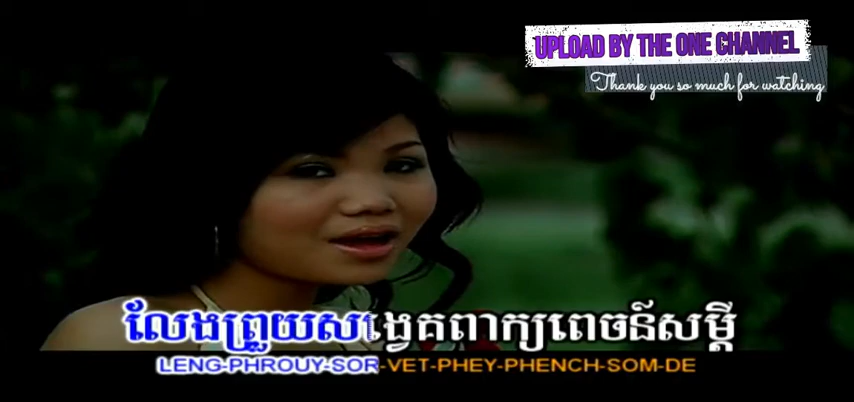 UPLOAD BY THE ONE CHANNEL
Thank you so much for watching
លែងព្រួយសង្វេគពាក្យពេចន៍សម្ដី
LENG-PHROUY-SOR-VET-PHEY-PHENCH-SOM-DE